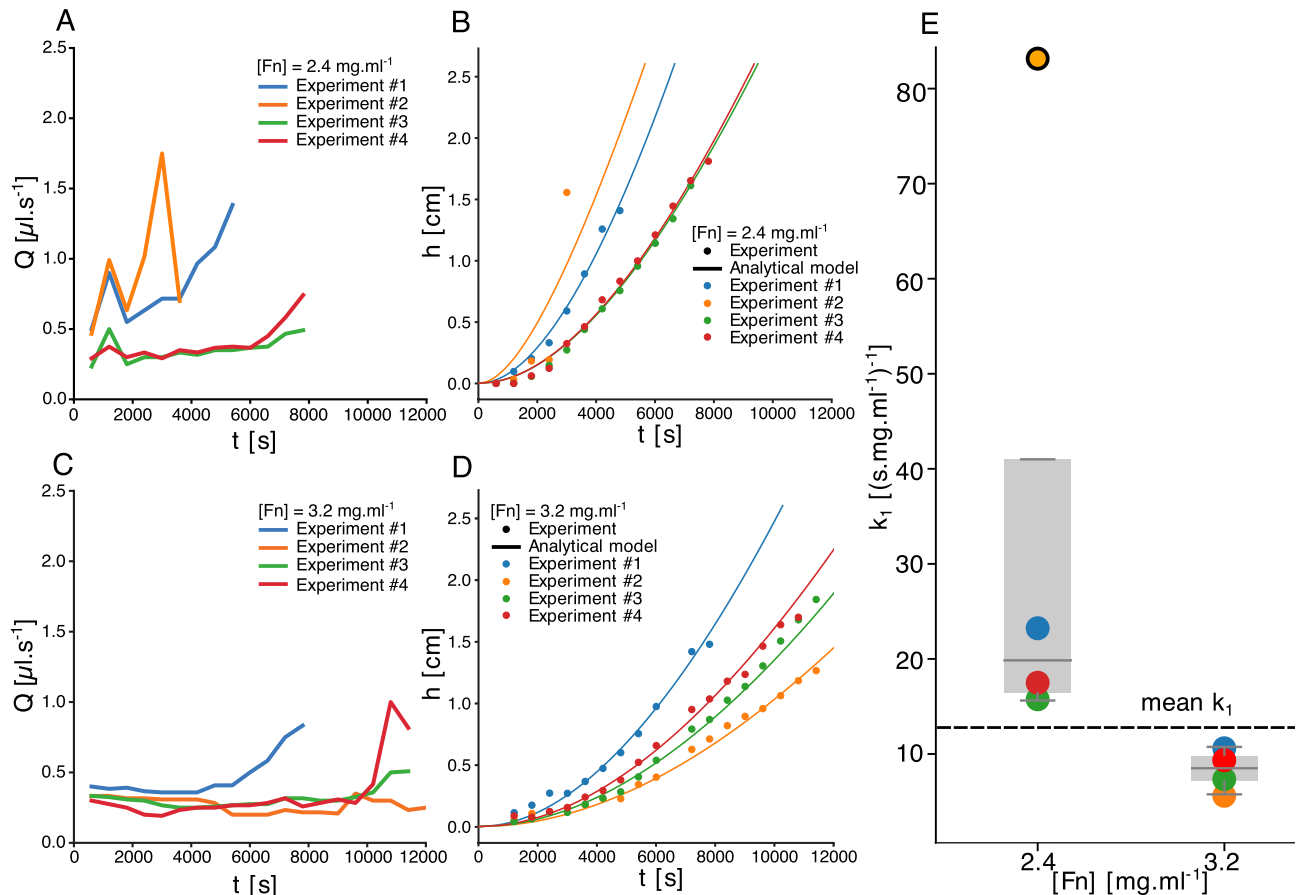 A
[Fn] = 2.4 mg.ml⁻¹
Experiment #1
Experiment #2
Experiment #3
Experiment #4
2.5
2.0
1.5
1.0
0.5
0.0
0
2000
4000
6000
8000
10000
12000
Q [µl.s⁻¹]
t [s]
B
2.5
2.0
1.5
1.0
0.5
0.0
0
2000
4000
6000
8000
10000
12000
h [cm]
t [s]
[Fn] = 2.4 mg.ml⁻¹
Experiment
Analytical model
Experiment #1
Experiment #2
Experiment #3
Experiment #4
C
[Fn] = 3.2 mg.ml⁻¹
Experiment #1
Experiment #2
Experiment #3
Experiment #4
2.5
2.0
1.5
1.0
0.5
0.0
0
2000
4000
6000
8000
10000
12000
Q [µl.s⁻¹]
t [s]
D
[Fn] = 3.2 mg.ml⁻¹
Experiment
Analytical model
Experiment #1
Experiment #2
Experiment #3
Experiment #4
2.5
2.0
1.5
1.0
0.5
0.0
0
2000
4000
6000
8000
10000
12000
h [cm]
t [s]
E
80
70
60
50
40
30
20
10
k₁ [(s.mg.ml⁻¹)⁻¹]
mean k₁
2.4
3.2
[Fn] [mg.ml⁻¹]